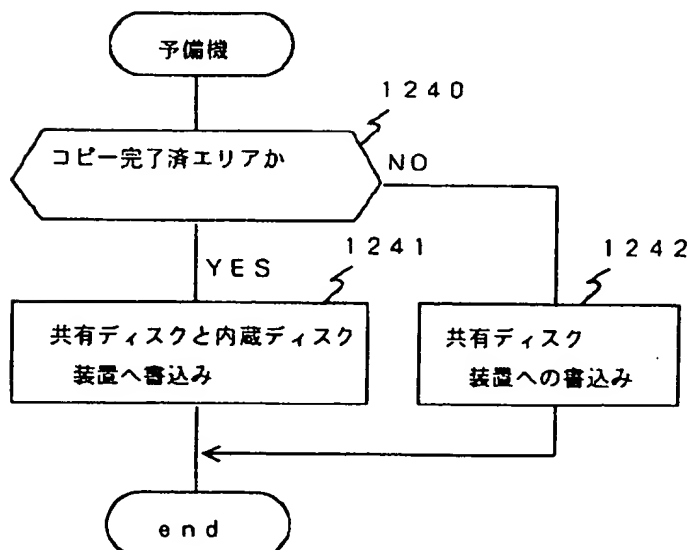 予備機
1240
コピー完了済エリアか
NO
YES
1241
1242
共有ディスクと内蔵ディスク
装置へ書込み
共有ディスク
装置への書込み
end